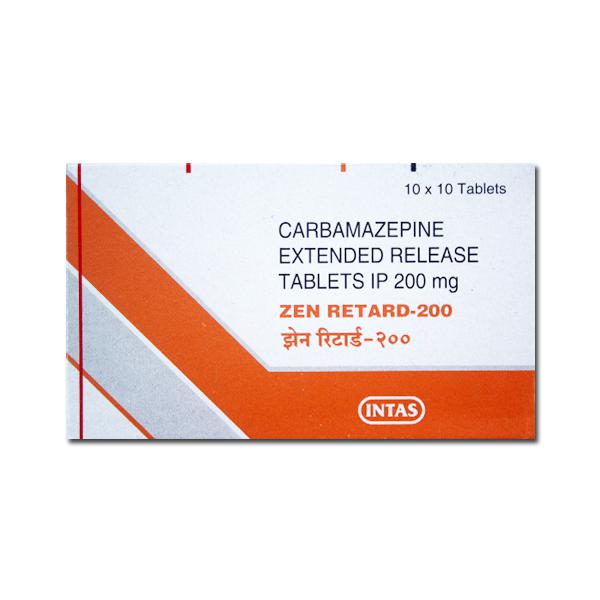 10 x 10 Tablets
CARBAMAZEPINE
EXTENDED RELEASE
TABLETS IP 200 mg
ZEN RETARD-200
झेन रिटार्ड-२००
INTAS